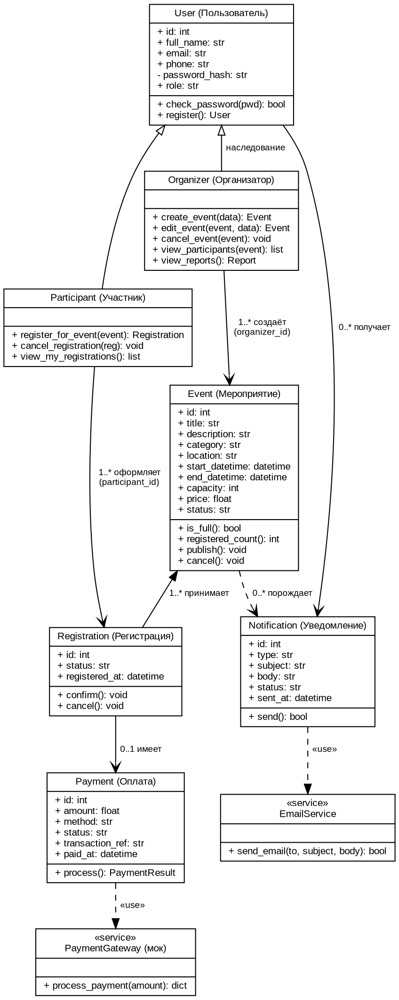 User (Пользователь)
+ id: int
+ full_name: str
+ email: str
+ phone: str
- password_hash: str
+ role: str
+ check_password(pwd): bool
+ register(): User
наследование
Organizer (Организатор)
+ create_event(data): Event
+ edit_event(event, data): Event
+ cancel_event(event): void
+ view_participants(event): list
+ view_reports(): Report
Participant (Участник)
+ register_for_event(event): Registration
+ cancel_registration(reg): void
+ view_my_registrations(): list
1..* создаёт
(organizer_id)
0..* получает
Event (Мероприятие)
+ id: int
+ title: str
+ description: str
+ category: str
+ location: str
+ start_datetime: datetime
+ end_datetime: datetime
+ capacity: int
+ price: float
+ status: str
+ is_full(): bool
+ registered_count(): int
+ publish(): void
+ cancel(): void
1..* оформляет
(participant_id)
1..* принимает
0..* порождает
Registration (Регистрация)
+ id: int
+ status: str
+ registered_at: datetime
+ confirm(): void
+ cancel(): void
Notification (Уведомление)
+ id: int
+ type: str
+ subject: str
+ body: str
+ status: str
+ sent_at: datetime
+ send(): bool
0..1 имеет
«use»
Payment (Оплата)
+ id: int
+ amount: float
+ method: str
+ status: str
+ transaction_ref: str
+ paid_at: datetime
+ process(): PaymentResult
«service»
EmailService
+ send_email(to, subject, body): bool
«use»
«service»
PaymentGateway (мок)
+ process_payment(amount): dict